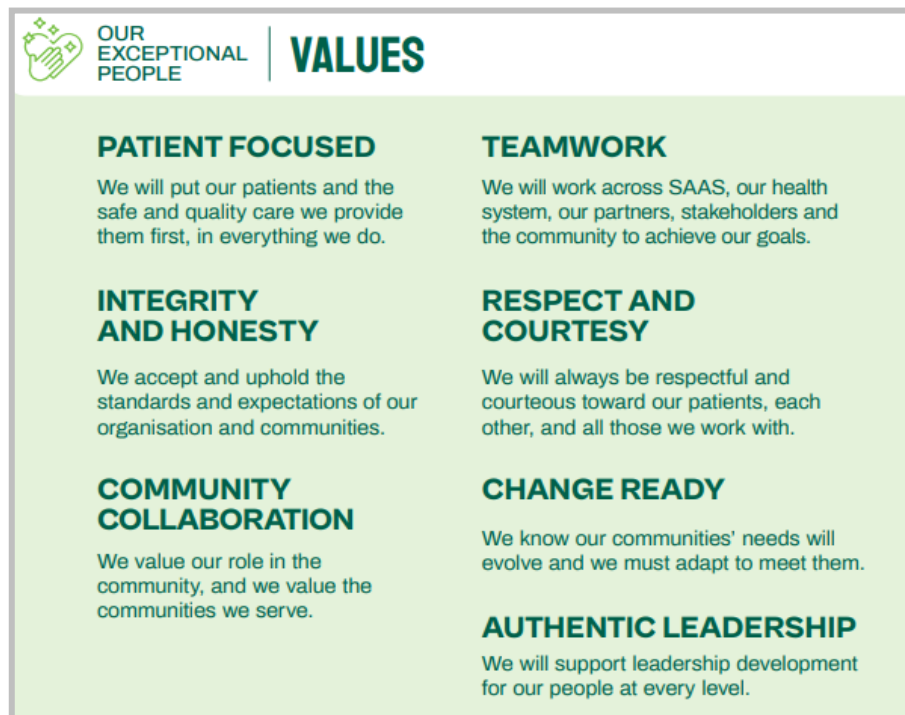 OUR
EXCEPTIONAL
PEOPLE
VALUES
PATIENT FOCUSED
We will put our patients and the
safe and quality care we provide
them first, in everything we do.
INTEGRITY
AND HONESTY
We accept and uphold the
standards and expectations of our
organisation and communities.
COMMUNITY
COLLABORATION
We value our role in the
community, and we value the
communities we serve.
TEAMWORK
We will work across SAAS, our health
system, our partners, stakeholders and
the community to achieve our goals.
RESPECT AND
COURTESY
We will always be respectful and
courteous toward our patients, each
other, and all those we work with.
CHANGE READY
We know our communities’ needs will
evolve and we must adapt to meet them.
AUTHENTIC LEADERSHIP
We will support leadership development
for our people at every level.